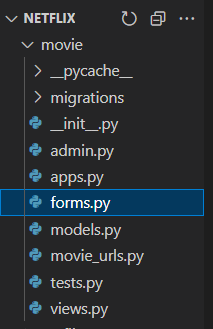 NETFLIX
movie
__pycache__
migrations
__init__.py
admin.py
apps.py
forms.py
models.py
movie_urls.py
tests.py
views.py